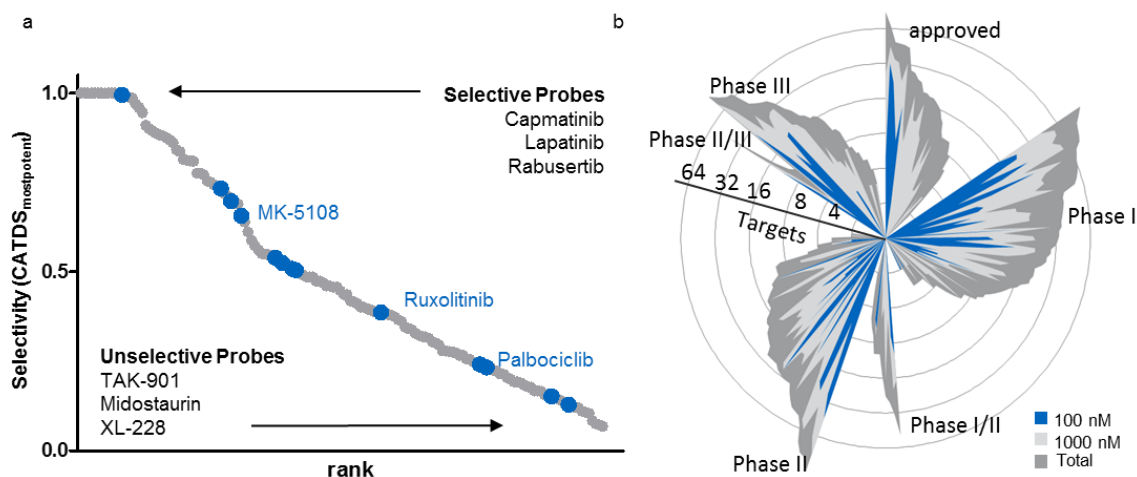 a
1.0
0.5
0.0
Selectivity (CATDSmostpotent)
rank
Selective Probes
Capmatinib
Lapatinib
Rabusertib
MK-5108
Ruxolitinib
Palbociclib
Unselective Probes
TAK-901
Midostaurin
XL-228
b
approved
Phase III
Phase II/III
64 32 16 8 4
Targets
Phase I
Phase I/II
Phase II
100 nM
1000 nM
Total